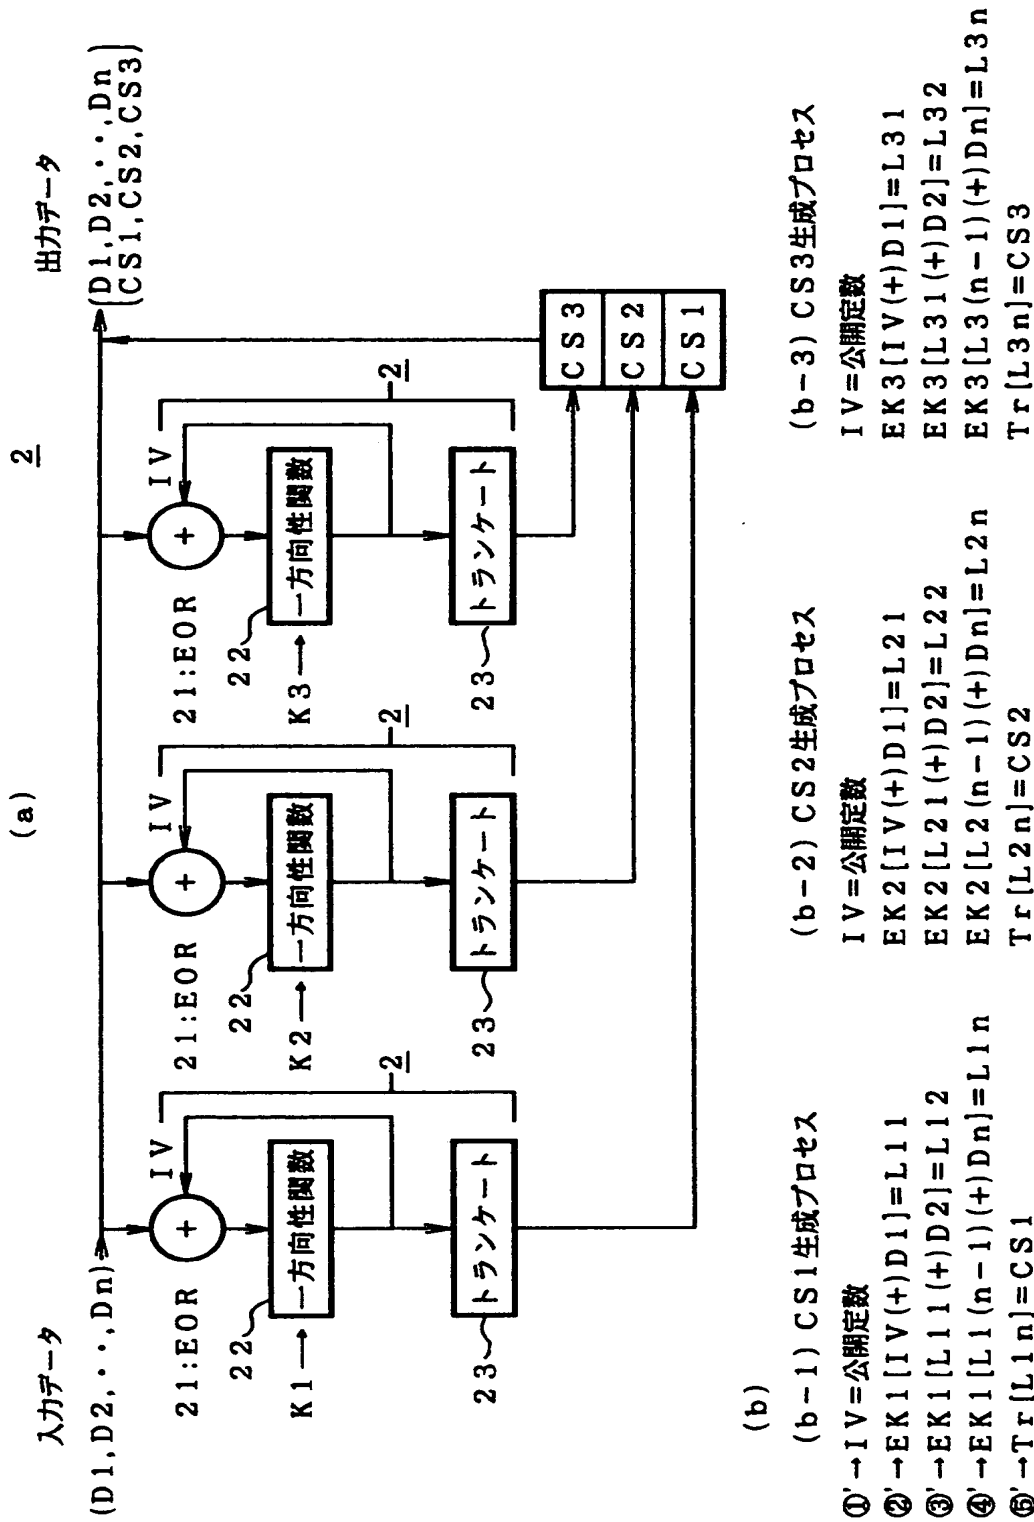 (a)
2
入力データ
出力データ
(D1,D2,・・,Dn)
(D1,D2,・・,Dn
CS1,CS2,CS3)
IV
IV
IV
+
+
+
21:EOR
21:EOR
21:EOR
2
2
2
22
22
22
K1→
一方向性関数
K2→
一方向性関数
K3→
一方向性関数
23
トランケート
23
トランケート
23
トランケート
CS3
CS2
CS1
(b)
(b-1) CS1生成プロセス
①'→IV=公開定数
②'→EK1[IV(+)D1]=L11
③'→EK1[L11(+)D2]=L12
④'→EK1[L1(n-1)(+)Dn]=L1n
⑤'→Tr[L1n]=CS1
(b-2) CS2生成プロセス
IV=公開定数
EK2[IV(+)D1]=L21
EK2[L21(+)D2]=L22
EK2[L2(n-1)(+)Dn]=L2n
Tr[L2n]=CS2
(b-3) CS3生成プロセス
IV=公開定数
EK3[IV(+)D1]=L31
EK3[L31(+)D2]=L32
EK3[L3(n-1)(+)Dn]=L3n
Tr[L3n]=CS3